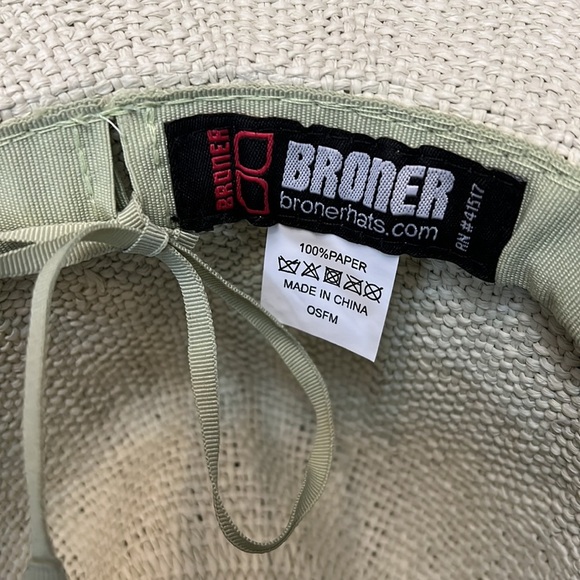 BRONER
BRONER
bronerhats.com
RN #41517
100%PAPER
MADE IN CHINA
OSFM